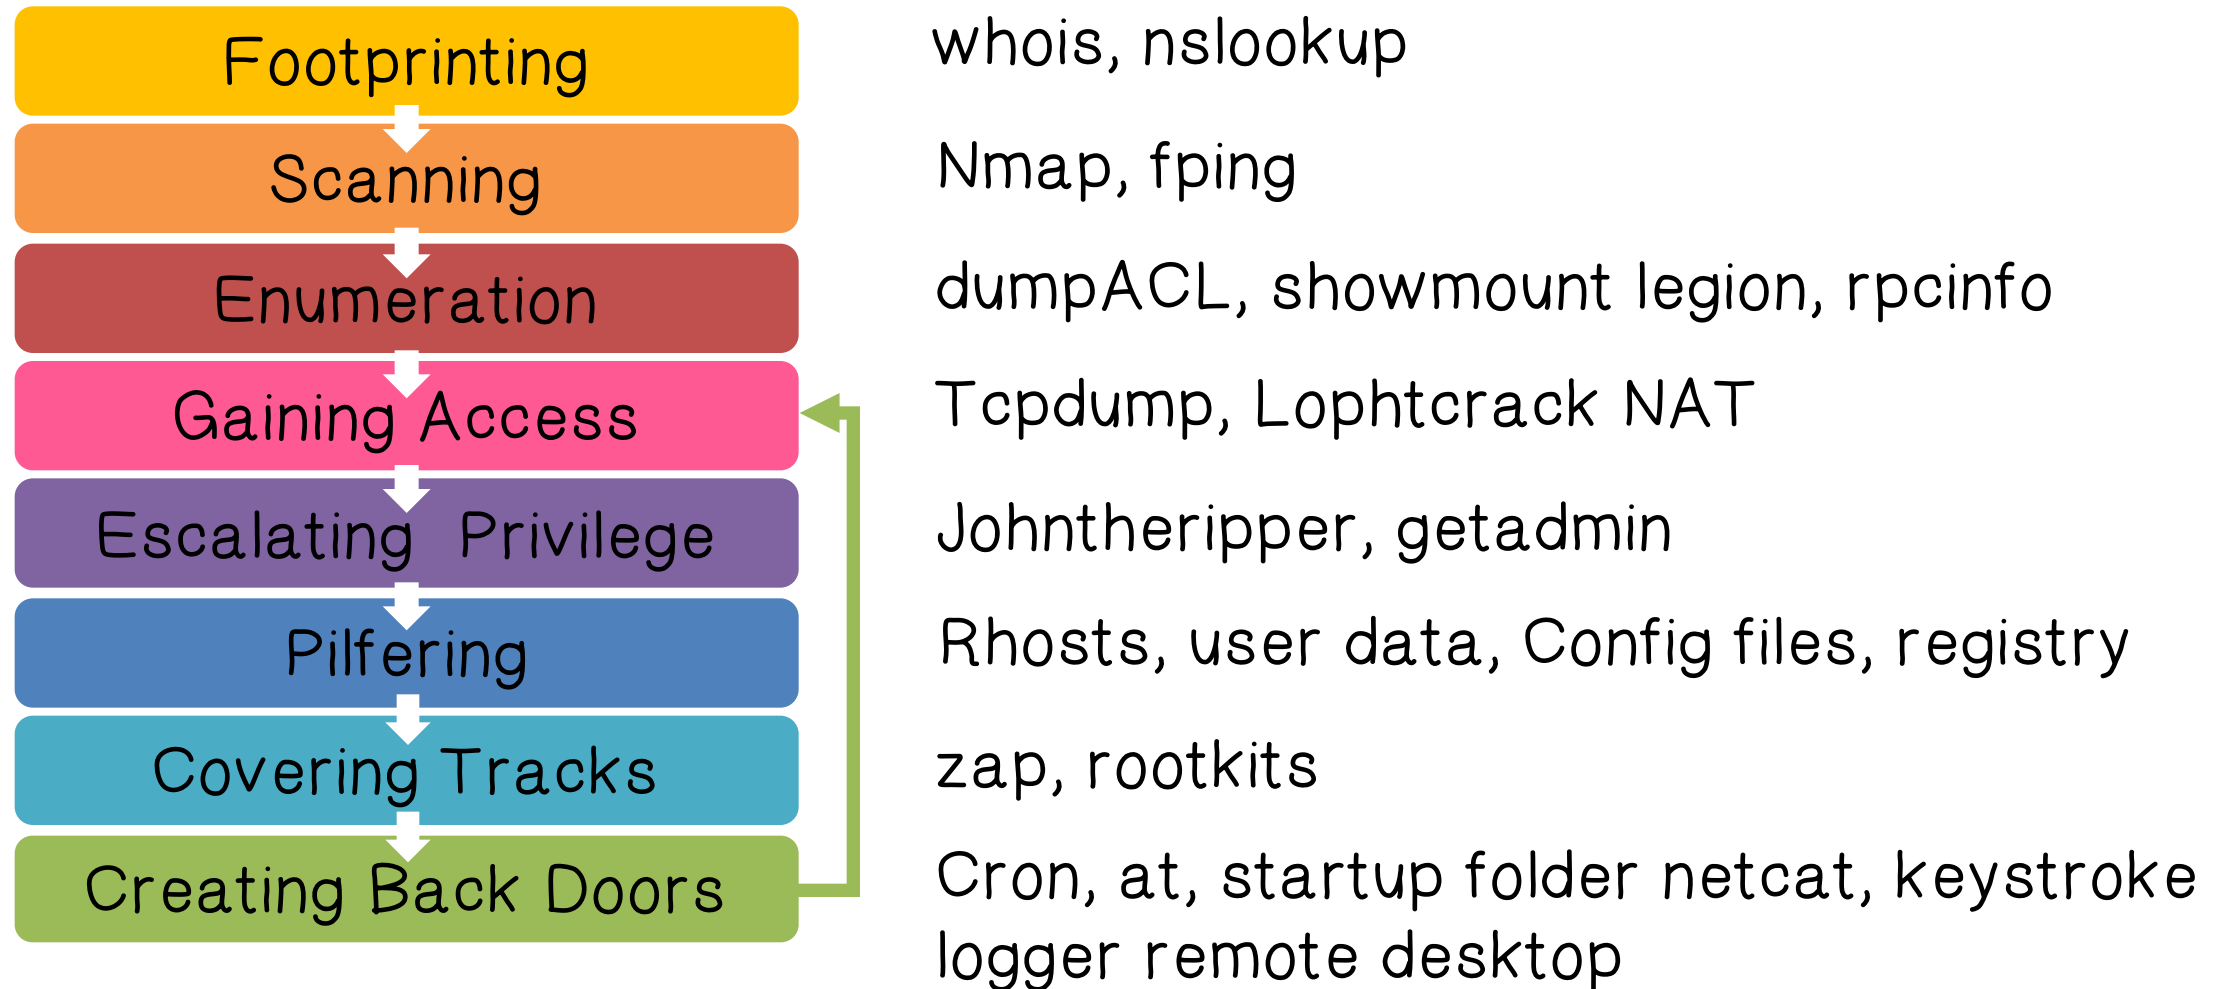 Footprinting
whois, nslookup
Scanning
Nmap, fping
Enumeration
dumpACL, showmount legion, rpcinfo
Gaining Access
Tcpdump, Lophtcrack NAT
Escalating Privilege
Johntheripper, getadmin
Pilfering
Rhosts, user data, Config files, registry
Covering Tracks
zap, rootkits
Creating Back Doors
Cron, at, startup folder netcat, keystroke
logger remote desktop